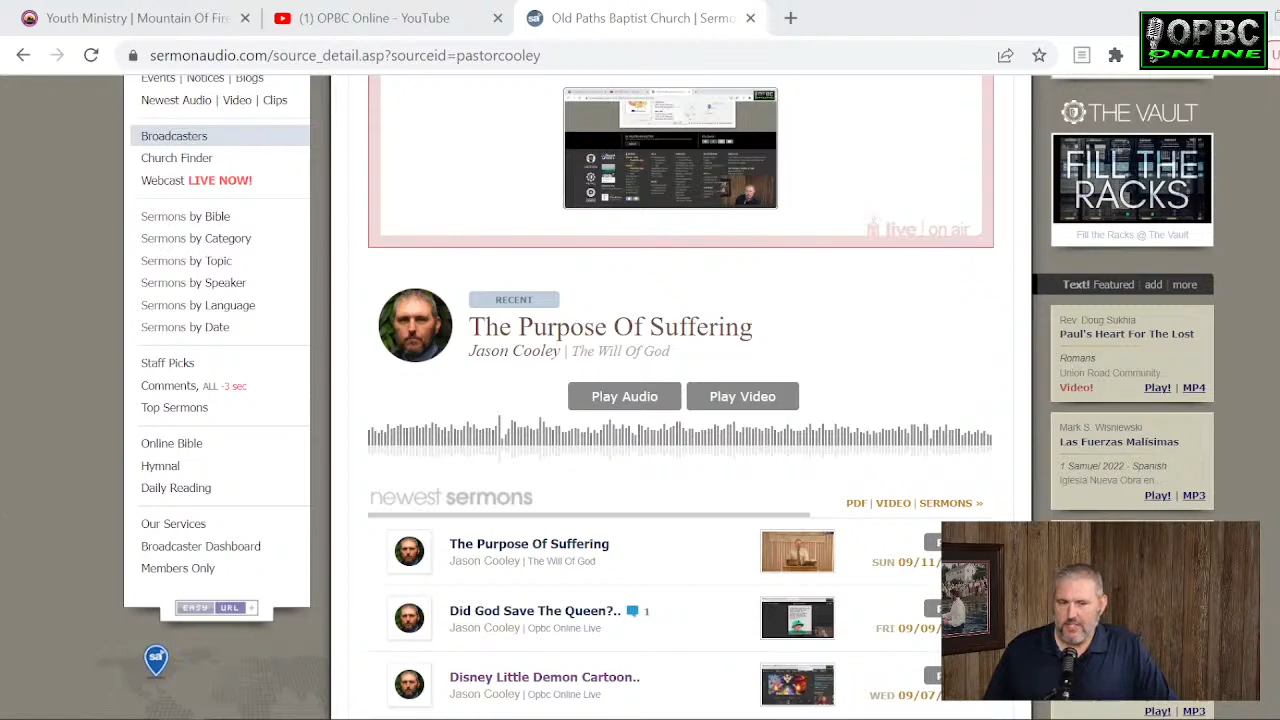 Youth Ministry | Mountain Of Fire
OPBC Online - YouTube
Old Paths Baptist Church | Sermo
OPBC
ONLINE
sermonaudio.com/source_detail.asp?sourceid
Events | Notices | Blogs
Newest Audio | Video | Clips
Broadcasters
Church Finder
Webcast LIVE NOW!
Sermons by Bible
Sermons by Category
Sermons by Topic
Sermons by Speaker
Sermons by Language
Sermons by Date
Staff Picks
Comments, ALL -3 sec
Top Sermons
Online Bible
Hymnal
Daily Reading
Our Services
Broadcaster Dashboard
Members Only
EASY URL +
sa
live | on air
RECENT
The Purpose Of Suffering
Jason Cooley | The Will Of God
Play Audio
Play Video
newest sermons
PDF | VIDEO | SERMONS »
The Purpose Of Suffering
Jason Cooley | The Will Of God
SUN 09/11/
Did God Save The Queen?.. 1
Jason Cooley | Opbc Online Live
FRI 09/09/
Disney Little Demon Cartoon..
Jason Cooley | Opbc Online Live
WED 09/07/
THE VAULT
FILL THE
RACKS
Fill the Racks @ The Vault
Text! Featured | add | more
Rev. Doug Sukhia
Paul's Heart For The Lost
Romans
Union Road Community...
Video! Play! | MP4
Mark S. Wisniewski
Las Fuerzas Malísimas
1 Samuel 2022 - Spanish
Iglesia Nueva Obra en...
Play! | MP3
Play! | MP3